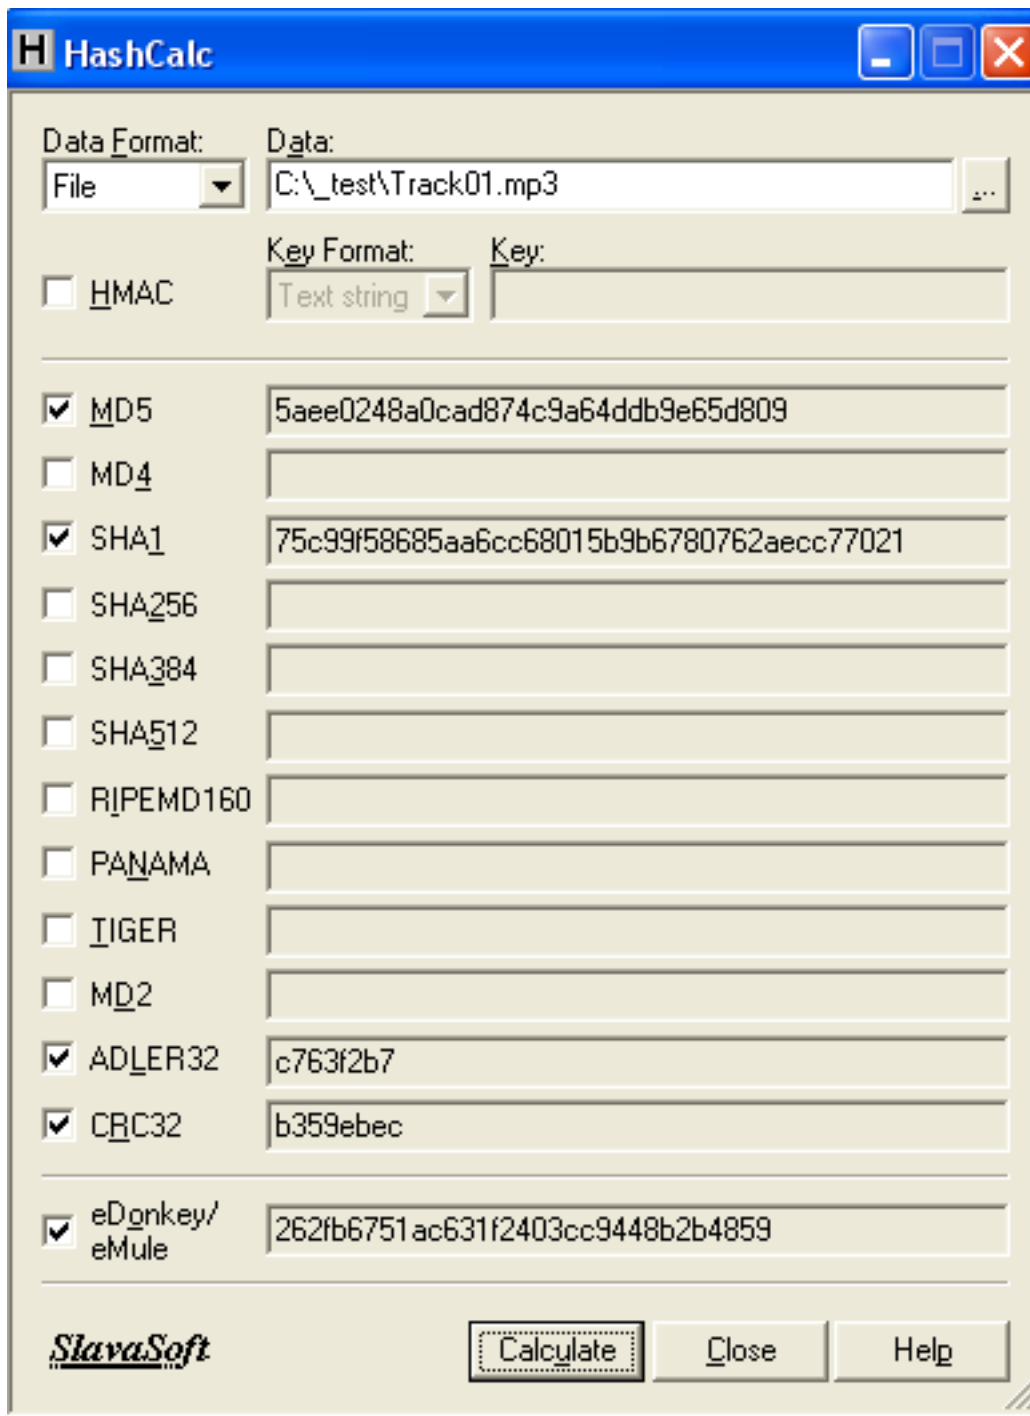 H HashCalc
Data Format: Data:
File C:\_test\Track01.mp3 ...
Key Format: Key:
HMAC Text string
MD5 5aee0248a0cad874c9a64ddb9e65d809
MD4
SHA1 75c99f58685aa6cc68015b9b6780762aecc77021
SHA256
SHA384
SHA512
RIPEMD160
PANAMA
TIGER
MD2
ADLER32 c763f2b7
CRC32 b359ebec
eDonkey/
eMule 262fb6751ac631f2403cc9448b2b4859
SlavaSoft Calculate Close Help